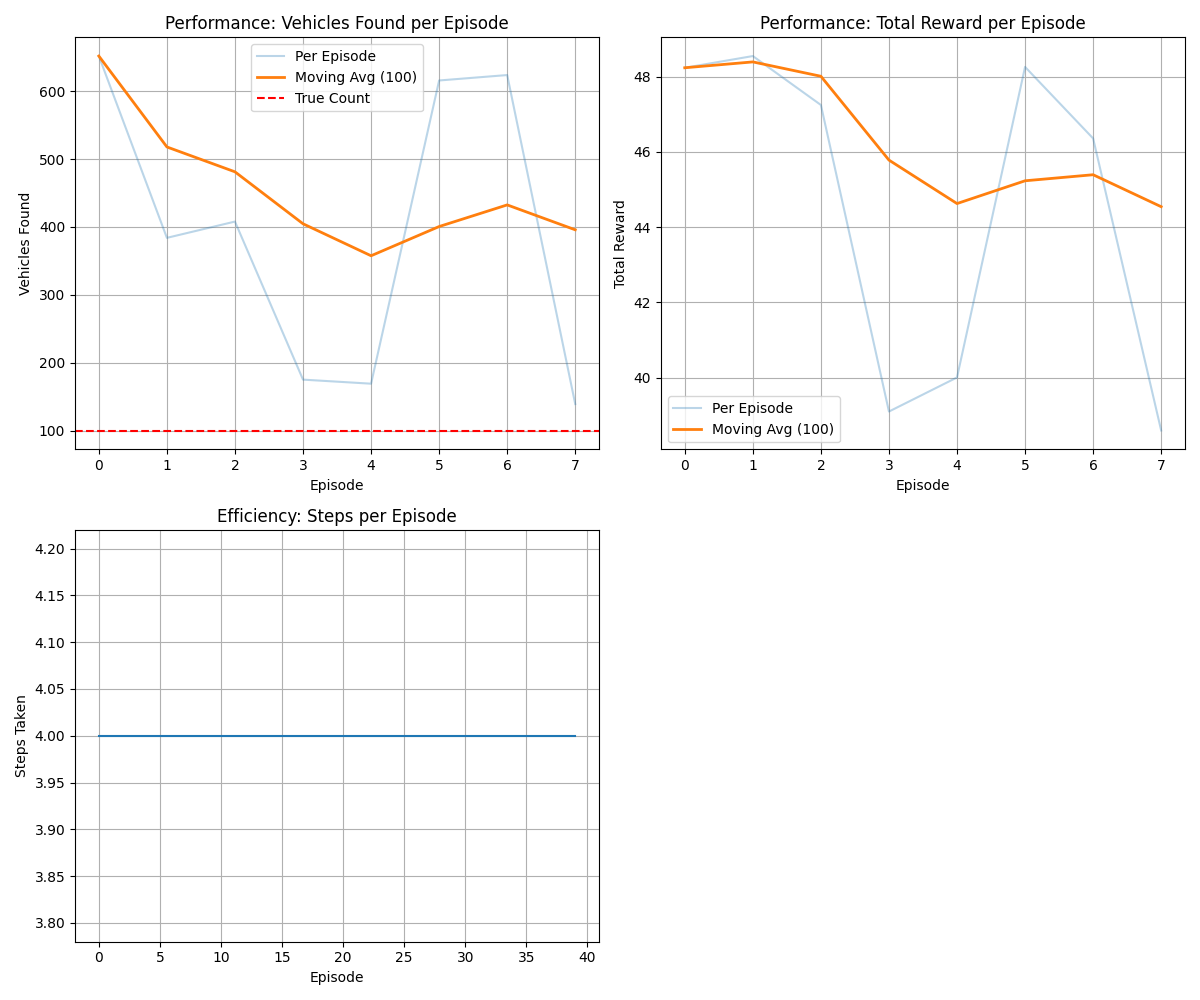 Performance: Vehicles Found per Episode
Per Episode
Moving Avg (100)
True Count
600
500
400
300
200
100
Vehicles Found
0 1 2 3 4 5 6 7
Episode
Performance: Total Reward per Episode
48
46
44
42
40
Total Reward
Per Episode
Moving Avg (100)
0 1 2 3 4 5 6 7
Episode
Efficiency: Steps per Episode
4.20
4.15
4.10
4.05
4.00
3.95
3.90
3.85
3.80
Steps Taken
0 5 10 15 20 25 30 35 40
Episode